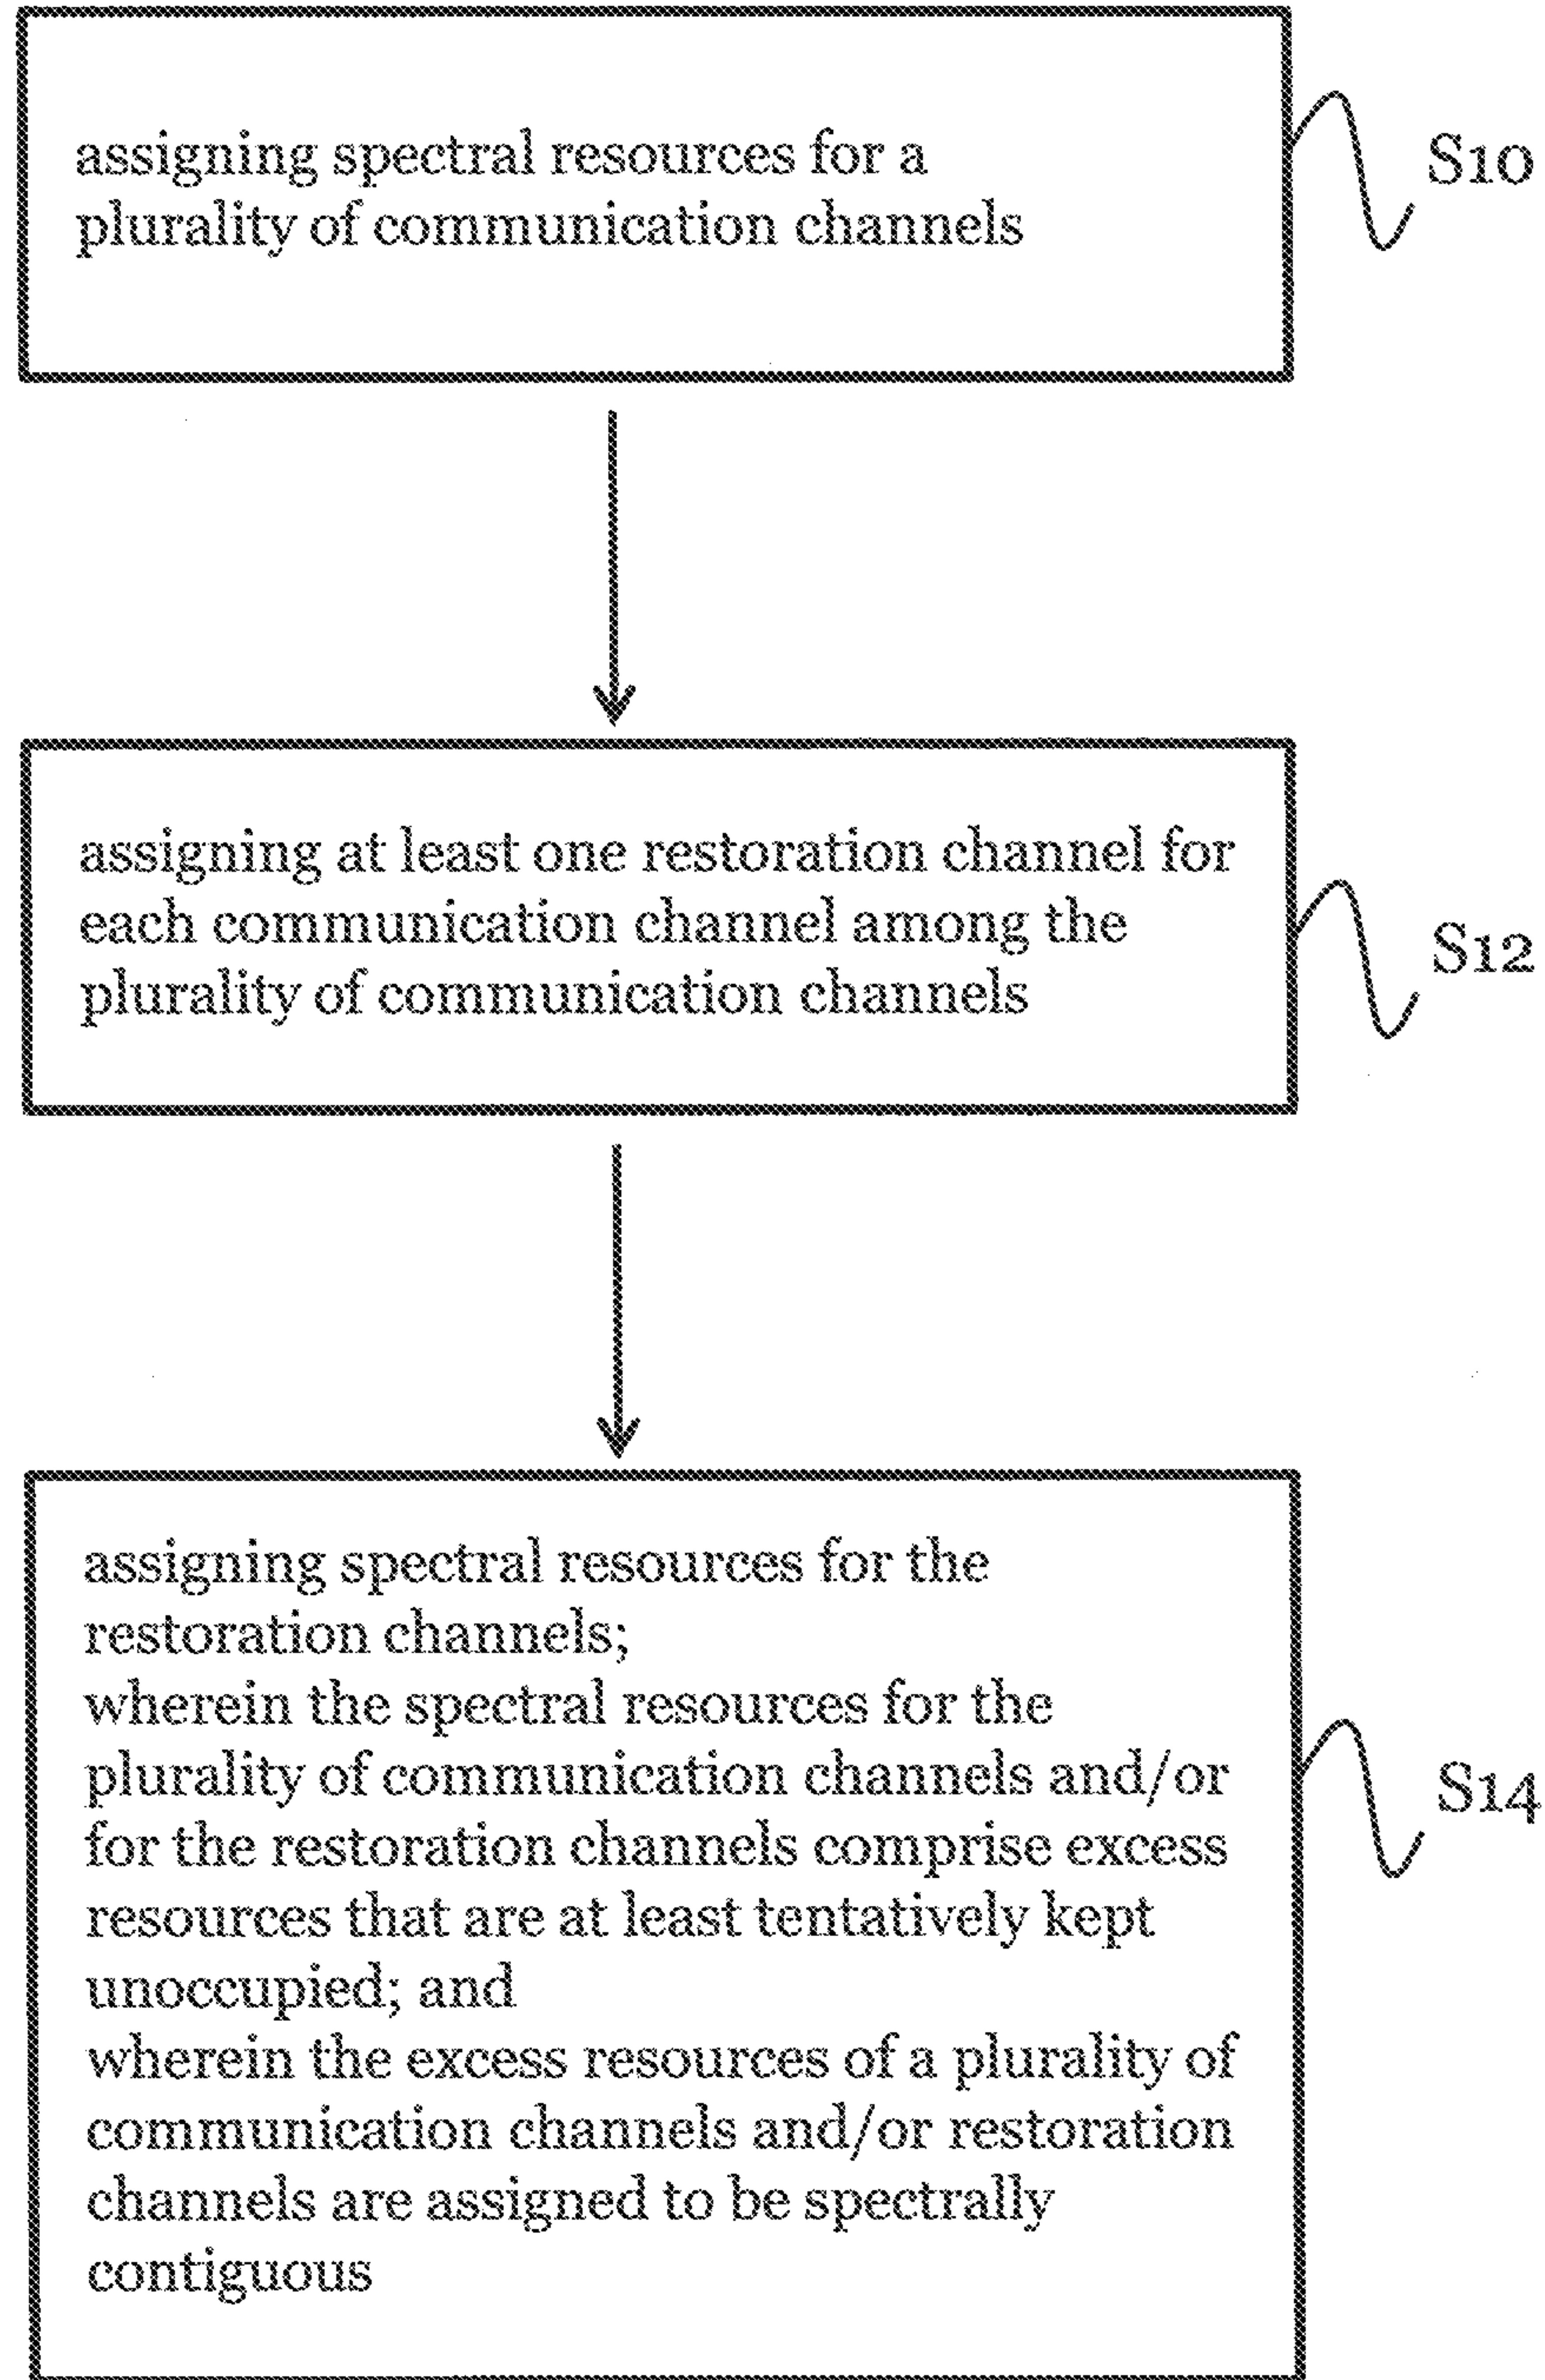 assigning spectral resources for a
plurality of communication channels
S10
assigning at least one restoration channel for
each communication channel among the
plurality of communication channels
S12
assigning spectral resources for the
restoration channels;
wherein the spectral resources for the
plurality of communication channels and/or
for the restoration channels comprise excess
resources that are at least tentatively kept
unoccupied; and
wherein the excess resources of a plurality of
communication channels and/or restoration
channels are assigned to be spectrally
contiguous
S14